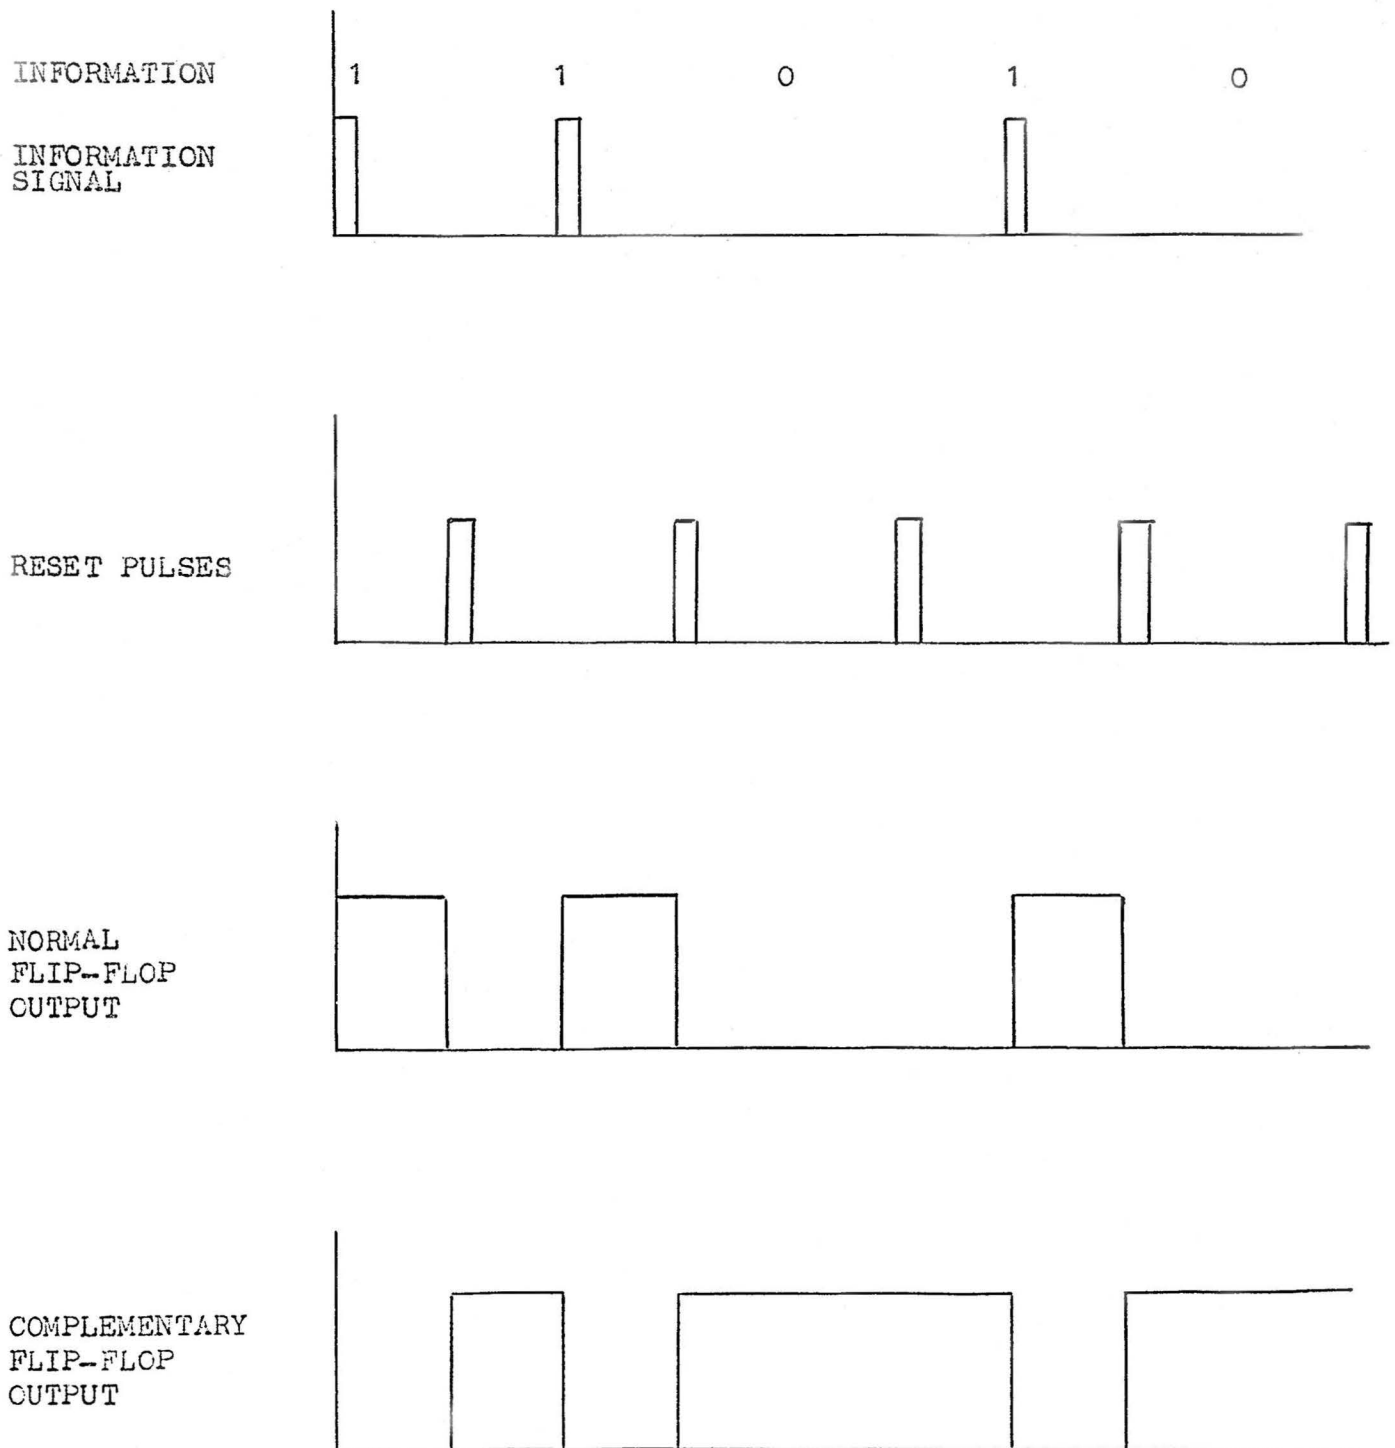 INFORMATION 1 1 0 1 0
INFORMATION
SIGNAL
RESET PULSES
NORMAL
FLIP-FLOP
OUTPUT
COMPLEMENTARY
FLIP-FLOP
OUTPUT